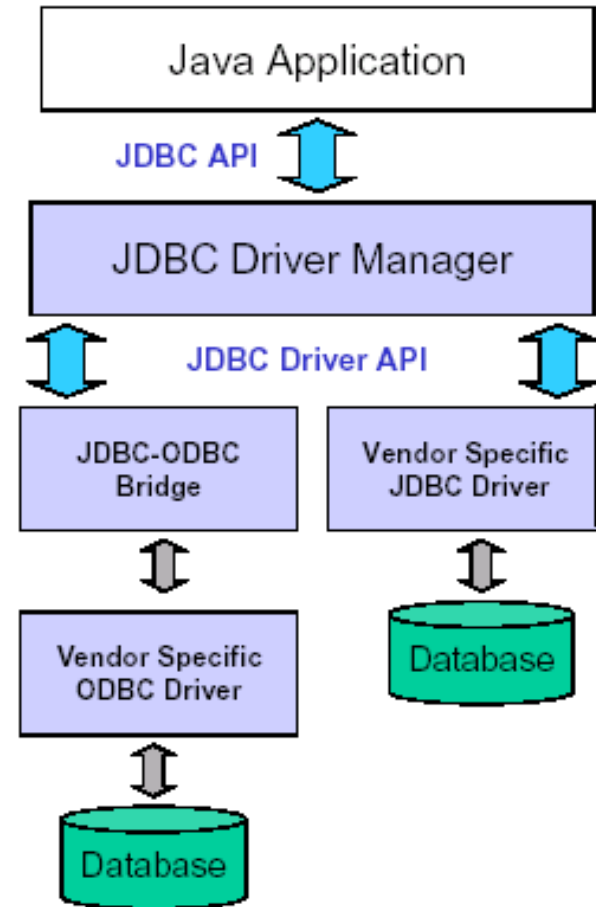 Java Application
JDBC API
JDBC Driver Manager
JDBC Driver API
JDBC-ODBC
Bridge
Vendor Specific
JDBC Driver
Vendor Specific
ODBC Driver
Database
Database